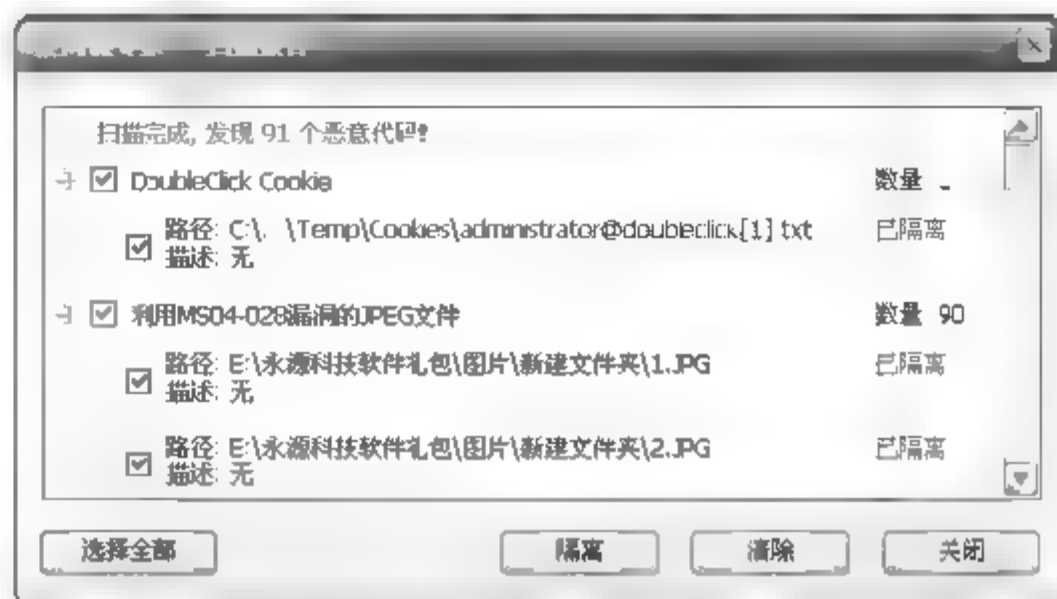 扫描完成, 发现 91 个恶意代码!
DoubleClick Cookie 数量
路径: C:\. \Temp\Cookies\administrator@doubleclick[1].txt 已隔离
描述: 无
利用MS04-028漏洞的JPEG文件 数量 90
路径: E:\永源科技软件礼包\图片\新建文件夹\1.JPG 已隔离
描述: 无
路径: E:\永源科技软件礼包\图片\新建文件夹\2.JPG 已隔离
描述: 无
选择全部 隔离 清除 关闭